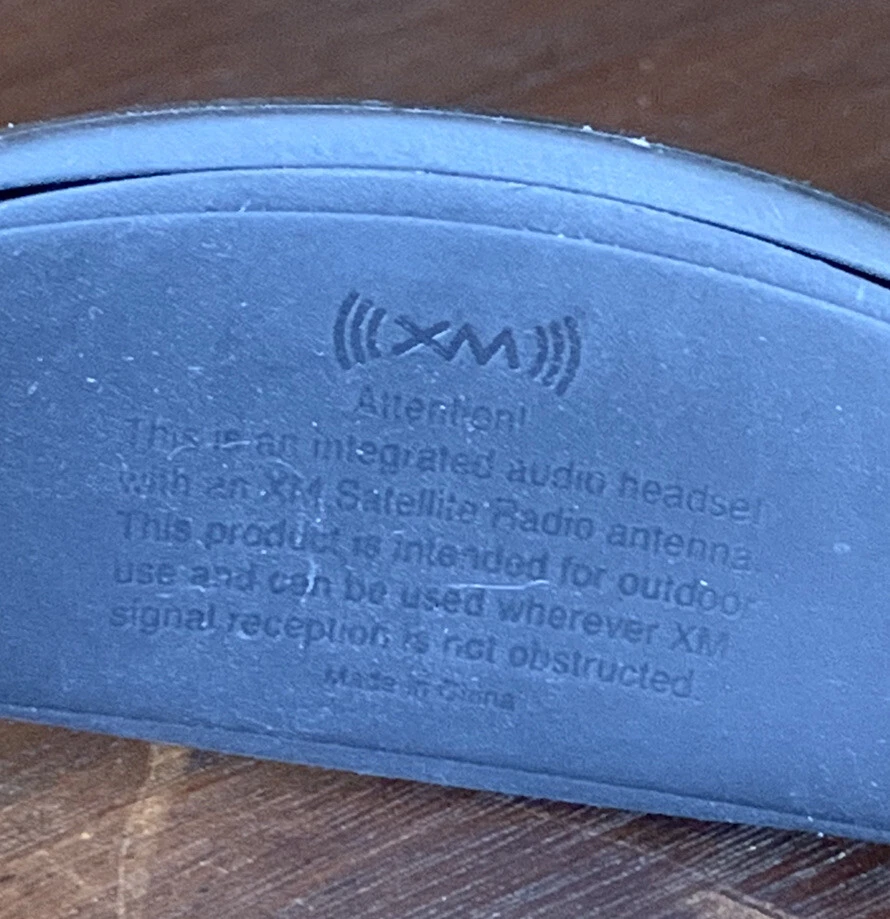 (((XM)))
Attention!
This is an integrated audio headset
with an XM Satellite Radio antenna.
This product is intended for outdoor
use and can be used wherever XM
signal reception is not obstructed.
Made in China